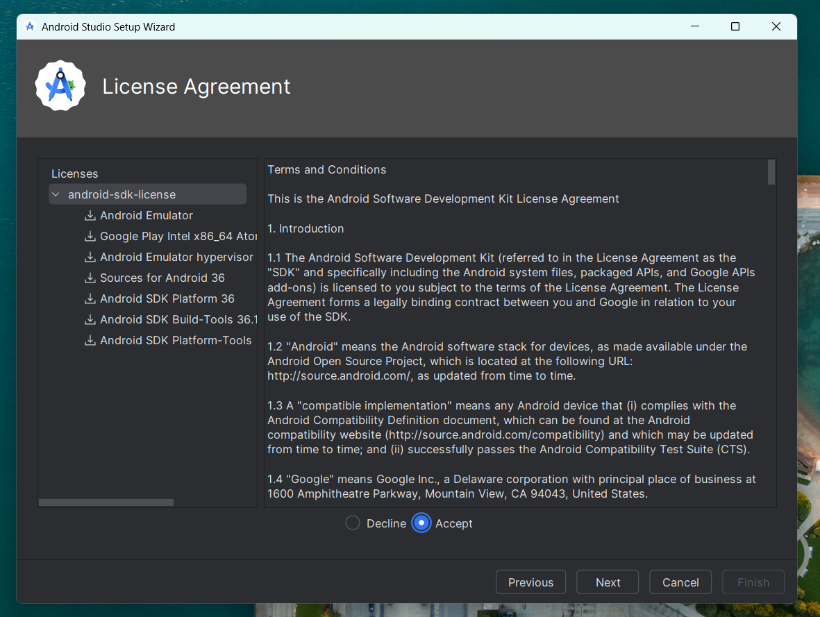 Android Studio Setup Wizard
License Agreement
Licenses
android-sdk-license
Android Emulator
Google Play Intel x86_64 Ato
Android Emulator hypervisor
Sources for Android 36
Android SDK Platform 36
Android SDK Build-Tools 36.1
Android SDK Platform-Tools
Terms and Conditions
This is the Android Software Development Kit License Agreement
1. Introduction
1.1 The Android Software Development Kit (referred to in the License Agreement as the
"SDK" and specifically including the Android system files, packaged APIs, and Google APIs
add-ons) is licensed to you subject to the terms of the License Agreement. The License
Agreement forms a legally binding contract between you and Google in relation to your
use of the SDK.
1.2 "Android" means the Android software stack for devices, as made available under the
Android Open Source Project, which is located at the following URL:
http://source.android.com/, as updated from time to time.
1.3 A "compatible implementation" means any Android device that (i) complies with the
Android Compatibility Definition document, which can be found at the Android
compatibility website (http://source.android.com/compatibility) and which may be updated
from time to time; and (ii) successfully passes the Android Compatibility Test Suite (CTS).
1.4 "Google" means Google Inc., a Delaware corporation with principal place of business at
1600 Amphitheatre Parkway, Mountain View, CA 94043, United States.
Decline Accept
Previous Next Cancel Finish